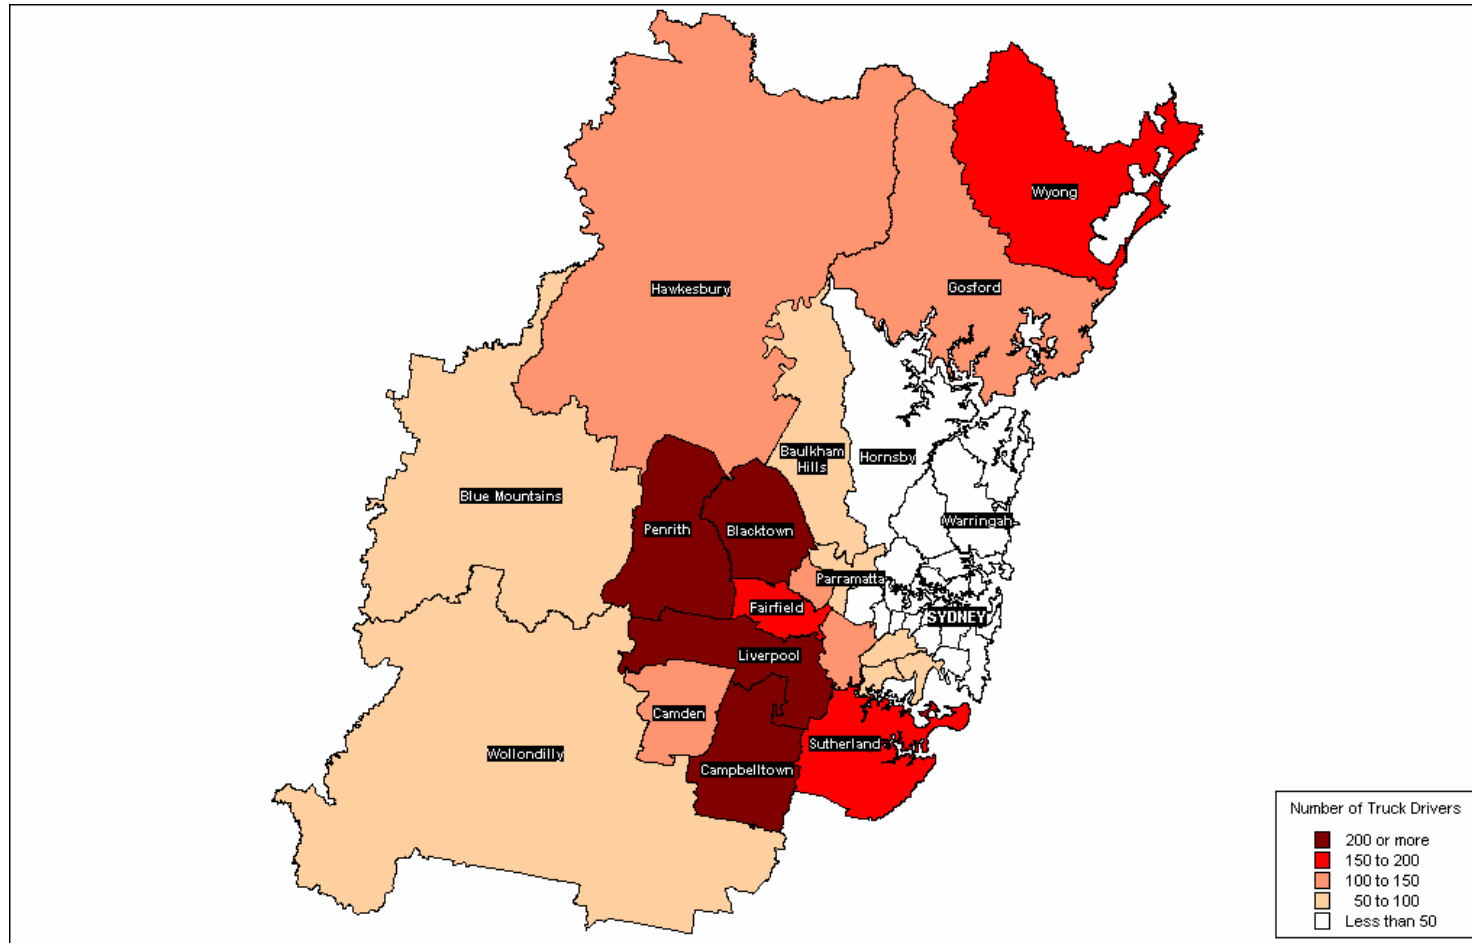 Wyong
Hawkesbury
Gosford
Baulkham
Hills
Hornsby
Blue Mountains
Penrith
Blacktown
Warringah
Parramatta
Fairfield
SYDNEY
Liverpool
Camden
Sutherland
Wollondilly
Campbelltown
Number of Truck Drivers
200 or more
150 to 200
100 to 150
50 to 100
Less than 50